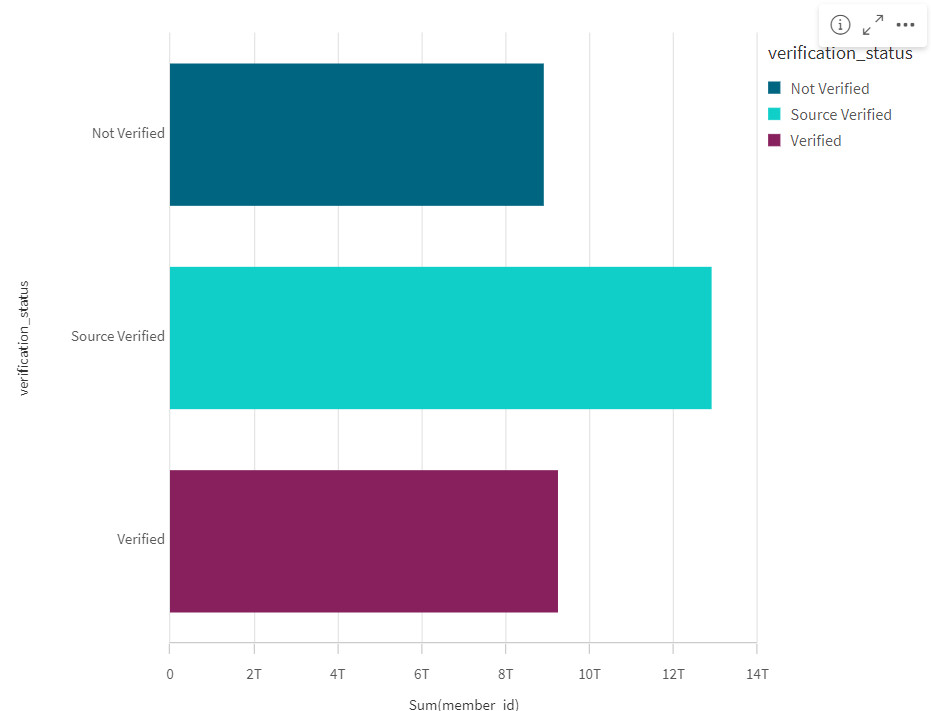 verification_status
Not Verified
Source Verified
Verified
Not Verified
Source Verified
Verified
verification_status
0 2T 4T 6T 8T 10T 12T 14T
Sum(member_id)